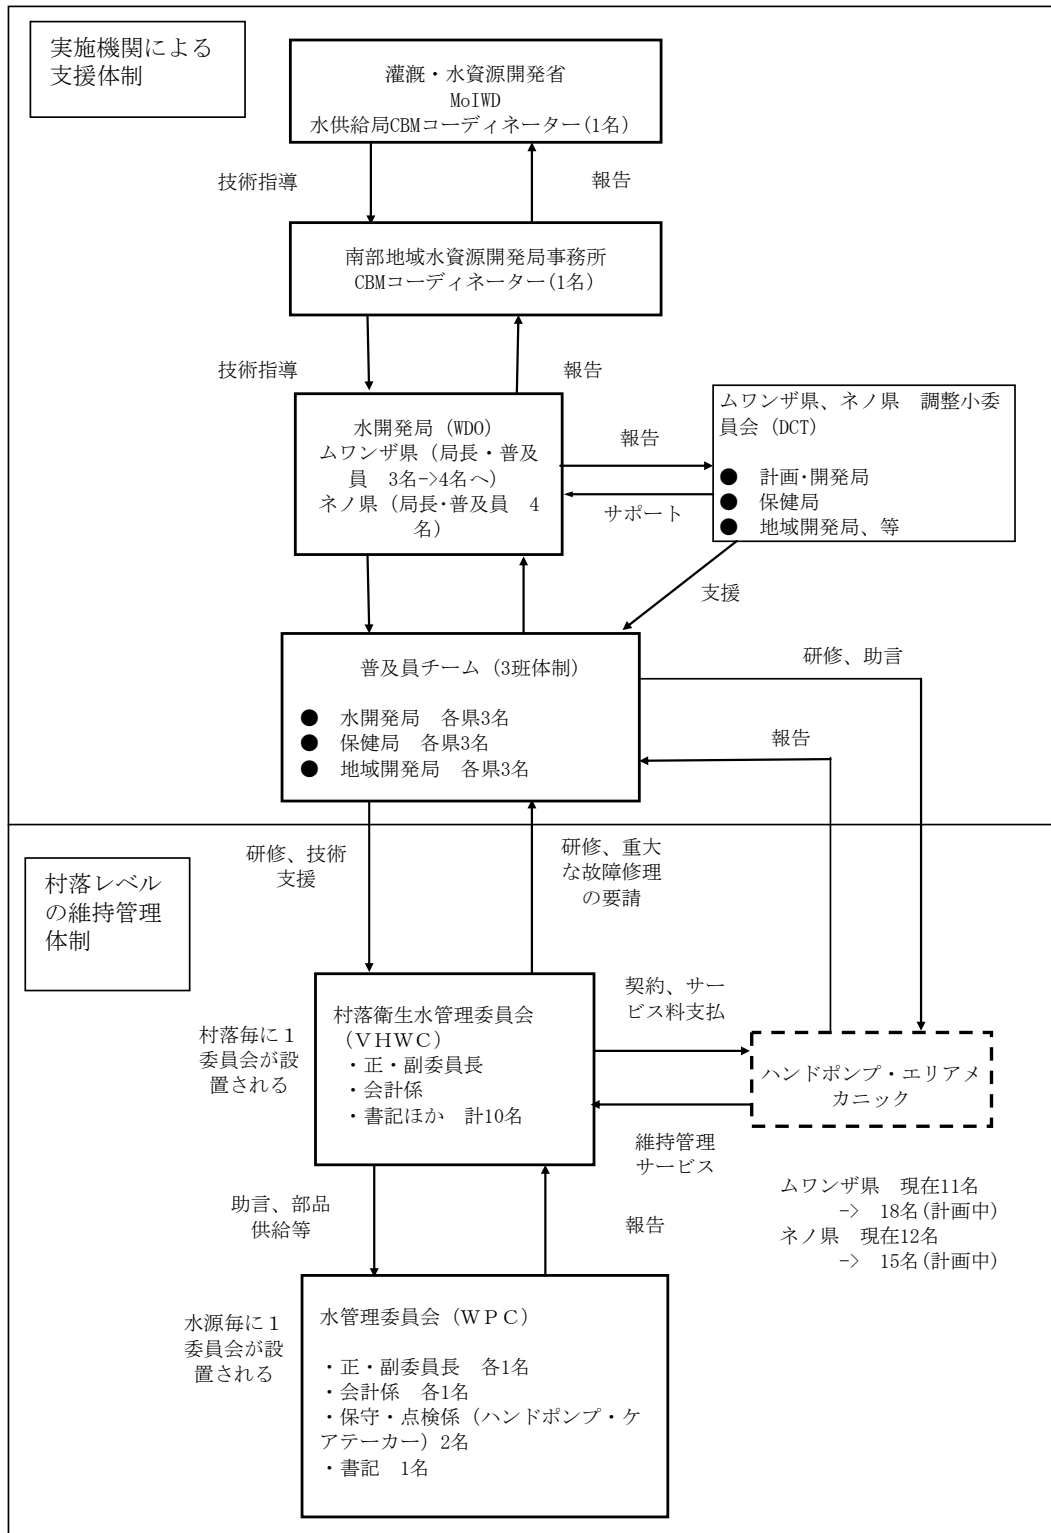 実施機関による
支援体制
灌漑・水資源開発省
MoIWD
水供給局CBMコーディネーター(1名)
技術指導
報告
南部地域水資源開発局事務所
CBMコーディネーター(1名)
技術指導
報告
水開発局 (WDO)
ムワンザ県 (局長・普及
員　3名->4名へ)
ネノ県 (局長・普及員　4
名)
報告
サポート
ムワンザ県、ネノ県　調整小委
員会 (DCT)
● 計画・開発局
● 保健局
● 地域開発局、等
支援
普及員チーム (3班体制)
● 水開発局　各県3名
● 保健局　各県3名
● 地域開発局　各県3名
研修、助言
報告
村落レベル
の維持管理
体制
研修、技術
支援
研修、重大
な故障修理
の要請
村落毎に１
委員会が設
置される
村落衛生水管理委員会
（ＶＨＷＣ）
・正・副委員長
・会計係
・書記ほか　計10名
契約、サー
ビス料支払
維持管理
サービス
ハンドポンプ・エリアメ
カニック
ムワンザ県　現在11名
-> 18名(計画中)
ネノ県　現在12名
-> 15名(計画中)
助言、部品
供給等
報告
水源毎に１
委員会が設
置される
水管理委員会 (ＷＰＣ)
・正・副委員長　各1名
・会計係　各1名
・保守・点検係 (ハンドポンプ・ケ
アテーカー) 2名
・書記　1名